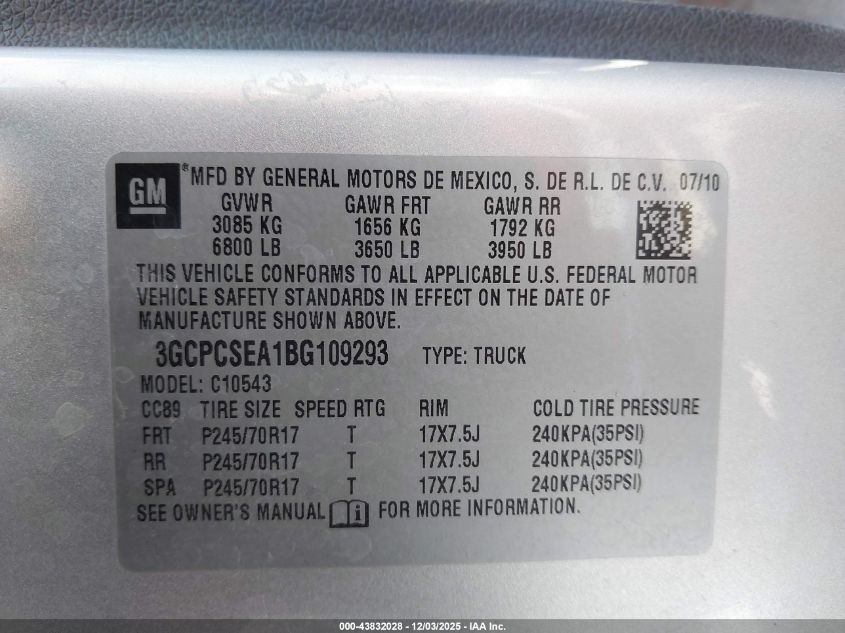 GM ® MFD BY GENERAL MOTORS DE MEXICO, S. DE R.L. DE C.V. 07/10
GVWR GAWR FRT GAWR RR
3085 KG 1656 KG 1792 KG
6800 LB 3650 LB 3950 LB
THIS VEHICLE CONFORMS TO ALL APPLICABLE U.S. FEDERAL MOTOR
VEHICLE SAFETY STANDARDS IN EFFECT ON THE DATE OF
MANUFACTURE SHOWN ABOVE.
3GCPCSEA1BG109293 TYPE: TRUCK
MODEL: C10543
CC89 TIRE SIZE SPEED RTG RIM COLD TIRE PRESSURE
FRT P245/70R17 T 17X7.5J 240KPA(35PSI)
RR P245/70R17 T 17X7.5J 240KPA(35PSI)
SPA P245/70R17 T 17X7.5J 240KPA(35PSI)
SEE OWNER'S MANUAL i FOR MORE INFORMATION.
000-43832028 - 12/03/2025 - IAA Inc.